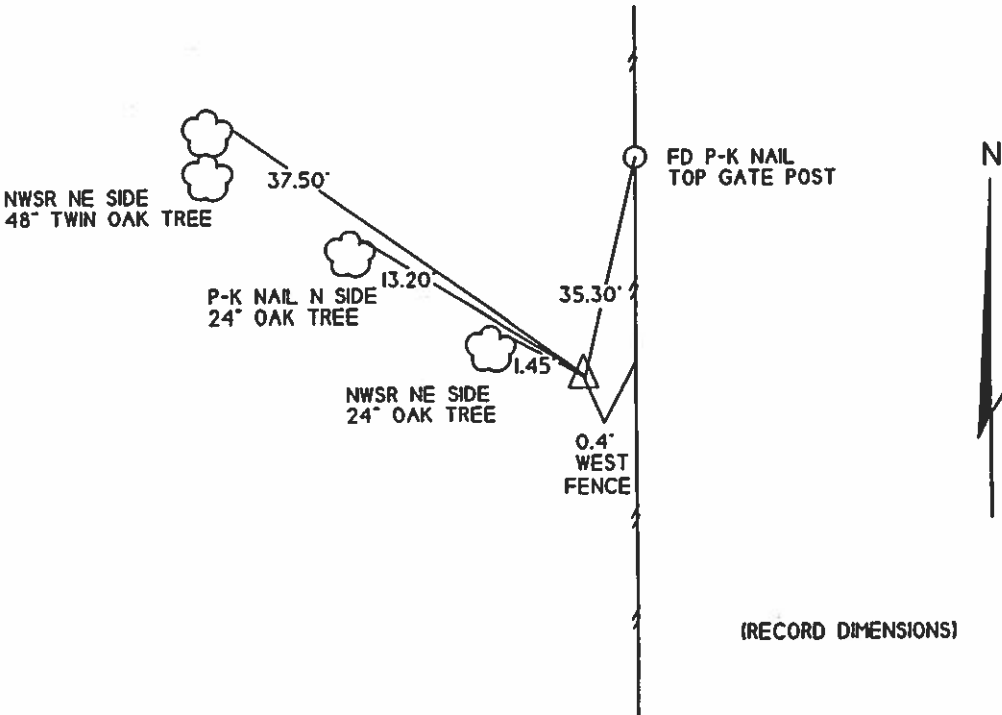 FD P-K NAIL
TOP GATE POST
N
37.50'
NWSR NE SIDE
48" TWIN OAK TREE
13.20'
P-K NAIL N SIDE
24" OAK TREE
35.30'
1.45'
NWSR NE SIDE
24" OAK TREE
0.4'
WEST
FENCE
(RECORD DIMENSIONS)